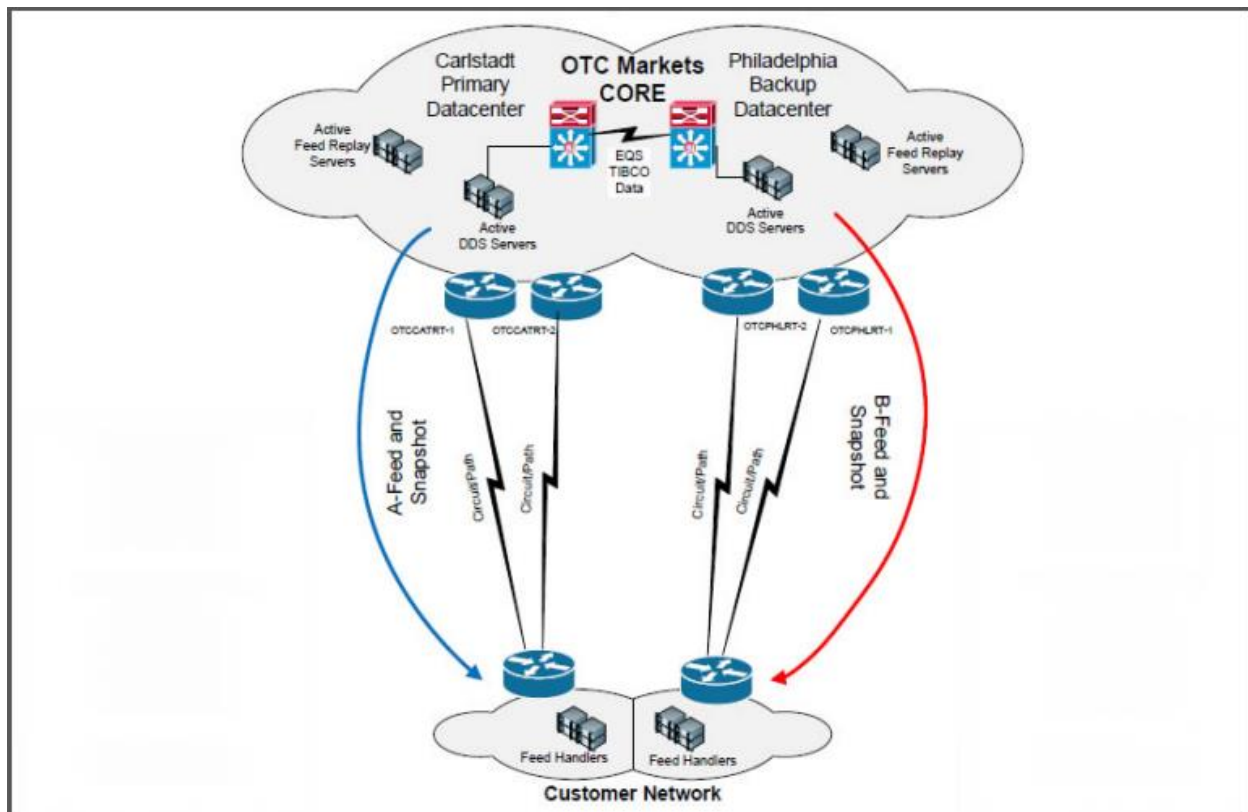 Carlstadt
Primary
Datacenter
OTC Markets
CORE
Philadelphia
Backup
Datacenter
Active
Feed Replay
Servers
EQS
TIBCO
Data
Active
Feed Replay
Servers
Active
DDS Servers
Active
DDS Servers
OTCCATRT-1
OTCCATRT-2
OTCPHLRT-2
OTCPHLRT-1
A-Feed and
Snapshot
Circuit/Path
Circuit/Path
Circuit/Path
Circuit/Path
B-Feed and
Snapshot
Feed Handlers
Feed Handlers
Customer Network